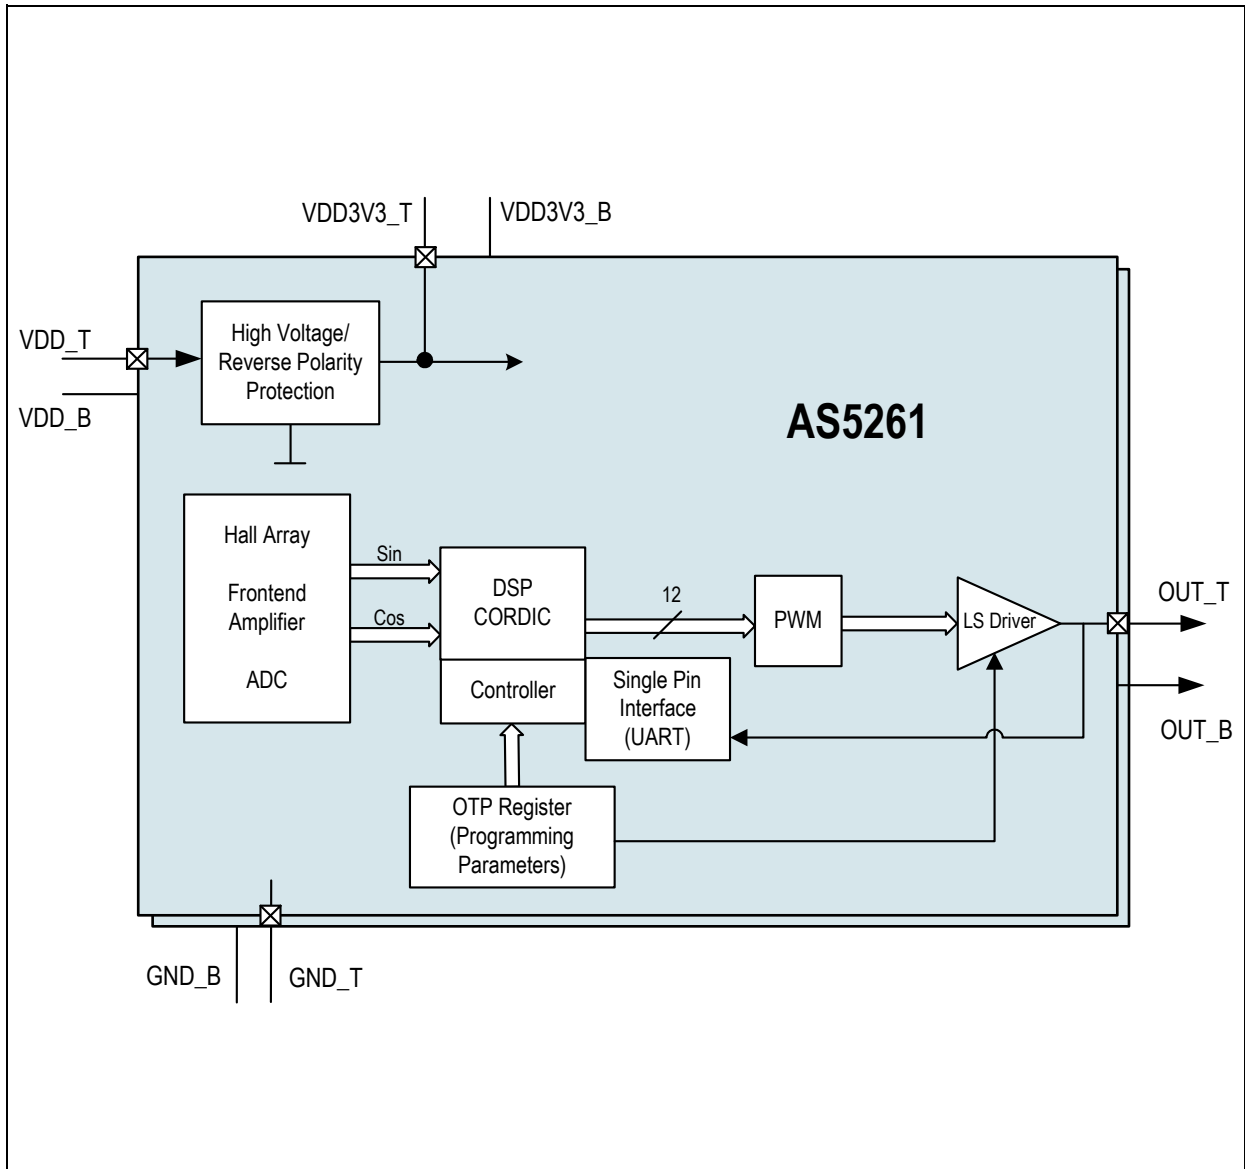 VDD3V3_T
VDD3V3_B
VDD_T
VDD_B
High Voltage/
Reverse Polarity
Protection
AS5261
Hall Array
Frontend
Amplifier
ADC
Sin
Cos
DSP
CORDIC
Controller
12
PWM
LS Driver
OUT_T
OUT_B
Single Pin
Interface
(UART)
OTP Register
(Programming
Parameters)
GND_B
GND_T